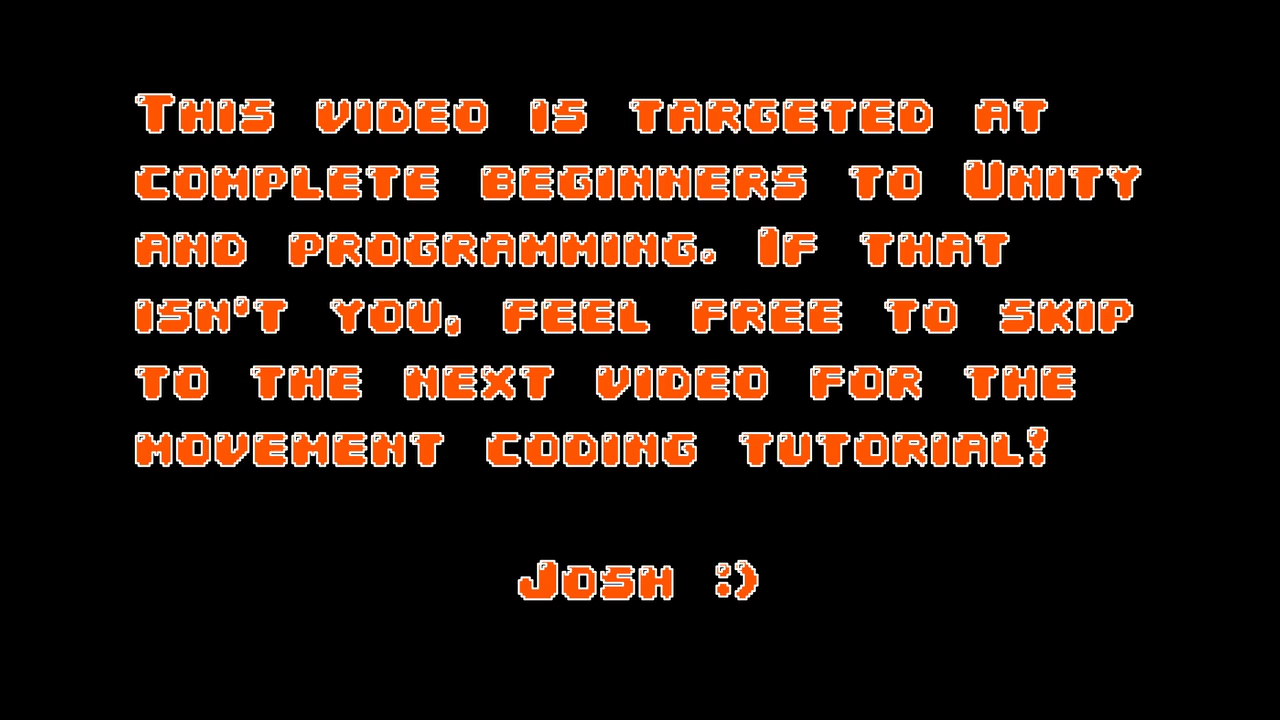 This video is targeted at
complete beginners to Unity
and programming. If that
isn't you, feel free to skip
to the next video for the
movement coding tutorial!
Josh :)